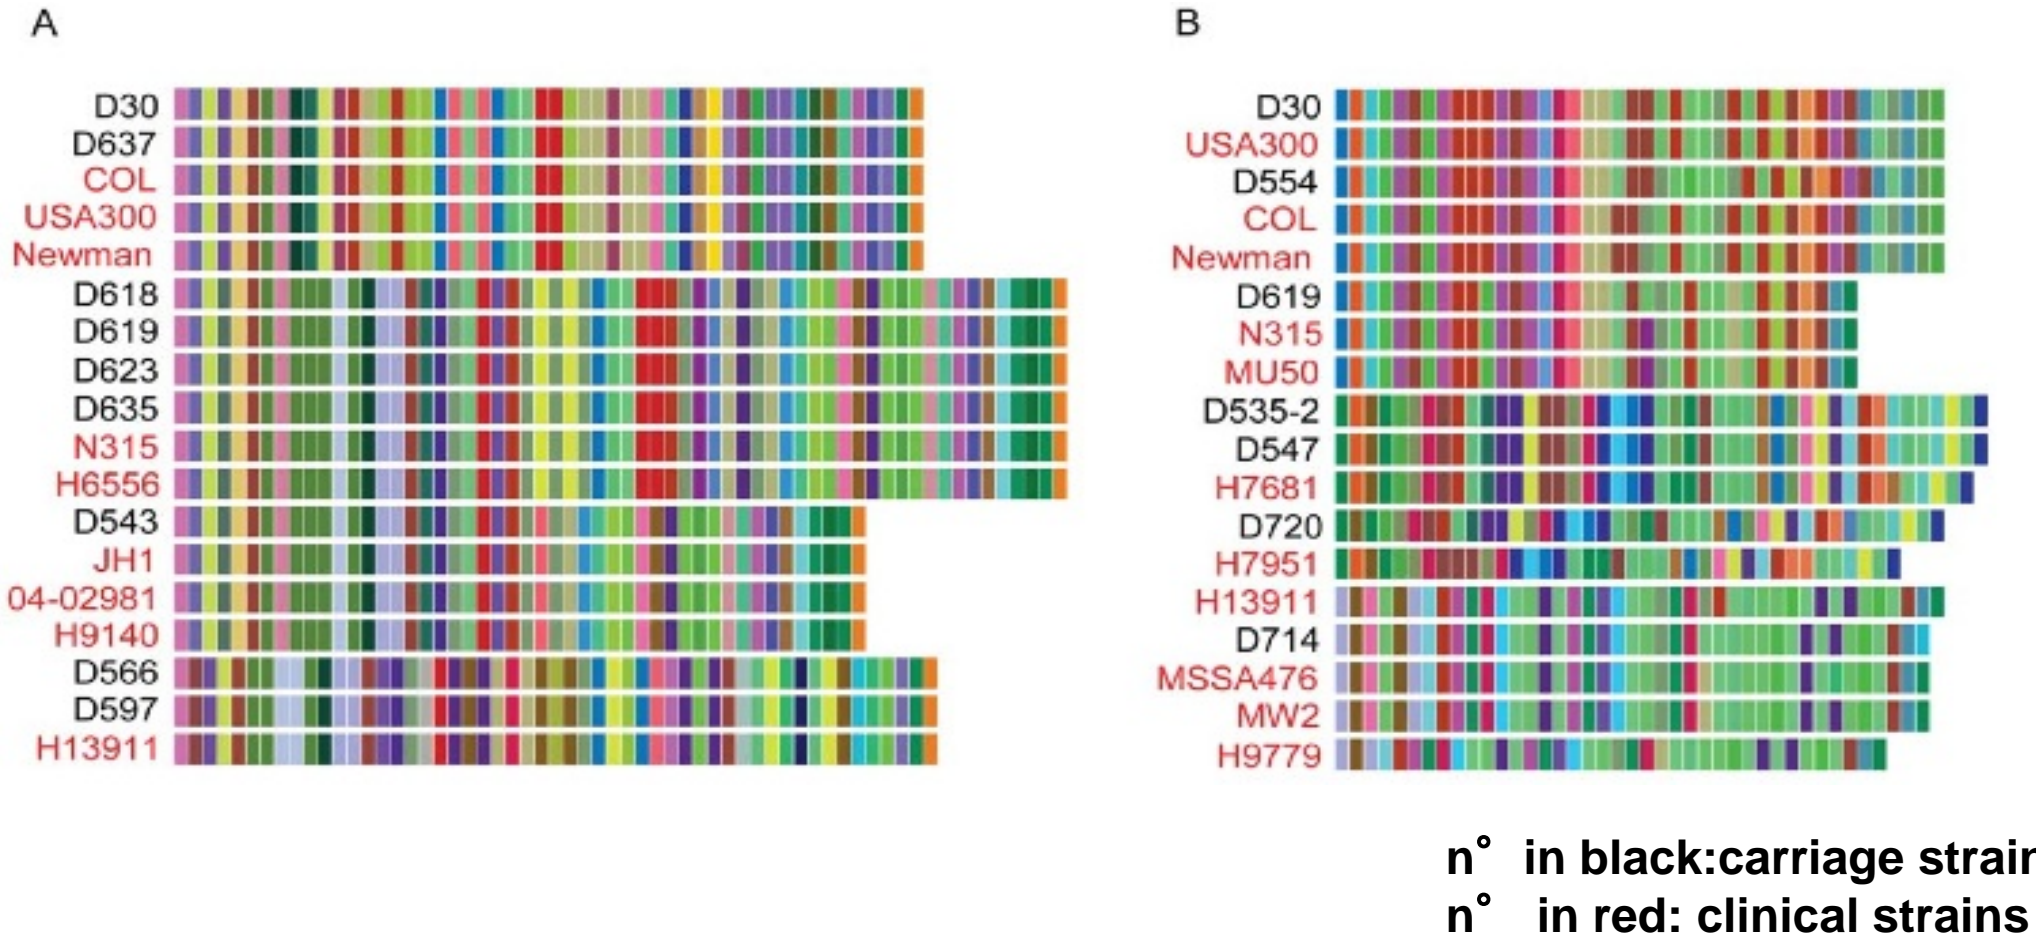 A
D30
D637
COL
USA300
Newman
D618
D619
D623
D635
N315
H6556
D543
JH1
04-02981
H9140
D566
D597
H13911
B
D30
USA300
D554
COL
Newman
D619
N315
MU50
D535-2
D547
H7681
D720
H7951
H13911
D714
MSSA476
MW2
H9779
n° in black:carriage strain
n° in red: clinical strains